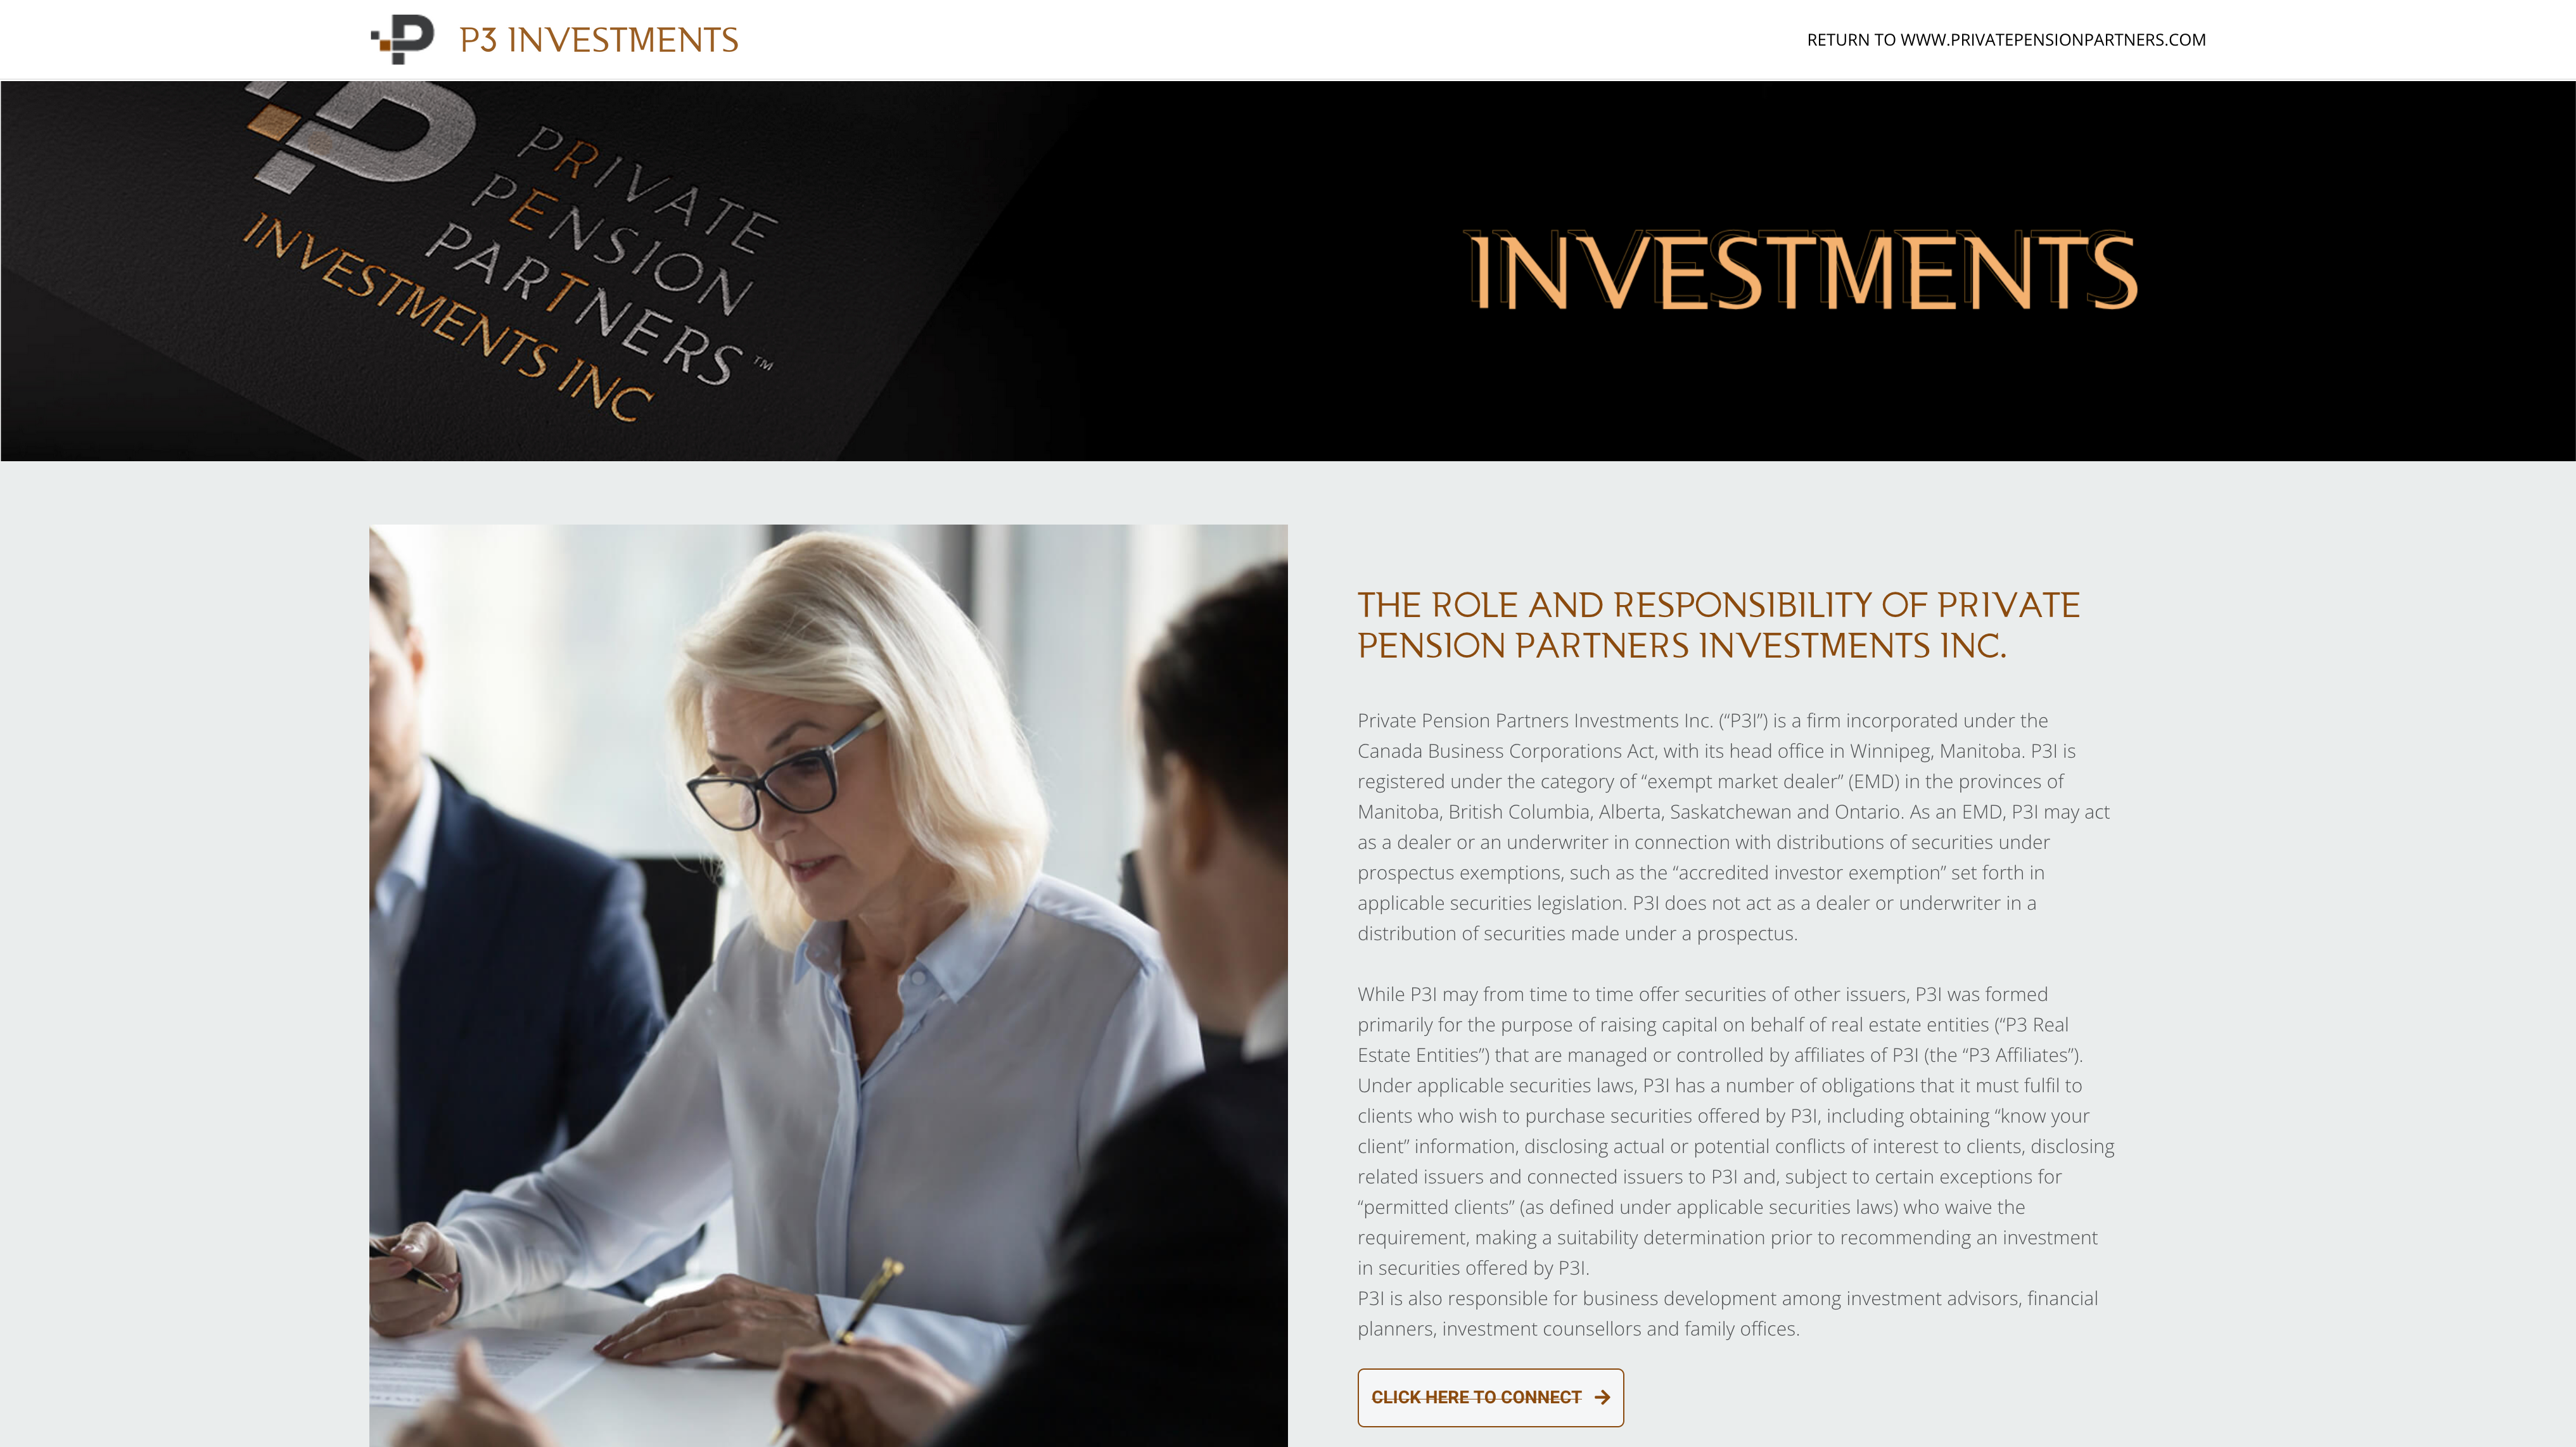 P3 INVESTMENTS
RETURN TO WWW.PRIVATEPENSIONPARTNERS.COM
PRIVATE
PENSION
PARTNERS™
INVESTMENTS INC
INVESTMENTS
THE ROLE AND RESPONSIBILITY OF PRIVATE
PENSION PARTNERS INVESTMENTS INC.
Private Pension Partners Investments Inc. (“P3I”) is a firm incorporated under the
Canada Business Corporations Act, with its head office in Winnipeg, Manitoba. P3I is
registered under the category of “exempt market dealer” (EMD) in the provinces of
Manitoba, British Columbia, Alberta, Saskatchewan and Ontario. As an EMD, P3I may act
as a dealer or an underwriter in connection with distributions of securities under
prospectus exemptions, such as the “accredited investor exemption” set forth in
applicable securities legislation. P3I does not act as a dealer or underwriter in a
distribution of securities made under a prospectus.
While P3I may from time to time offer securities of other issuers, P3I was formed
primarily for the purpose of raising capital on behalf of real estate entities (“P3 Real
Estate Entities”) that are managed or controlled by affiliates of P3I (the “P3 Affiliates”).
Under applicable securities laws, P3I has a number of obligations that it must fulfil to
clients who wish to purchase securities offered by P3I, including obtaining “know your
client” information, disclosing actual or potential conflicts of interest to clients, disclosing
related issuers and connected issuers to P3I and, subject to certain exceptions for
“permitted clients” (as defined under applicable securities laws) who waive the
requirement, making a suitability determination prior to recommending an investment
in securities offered by P3I.
P3I is also responsible for business development among investment advisors, financial
planners, investment counsellors and family offices.
CLICK HERE TO CONNECT